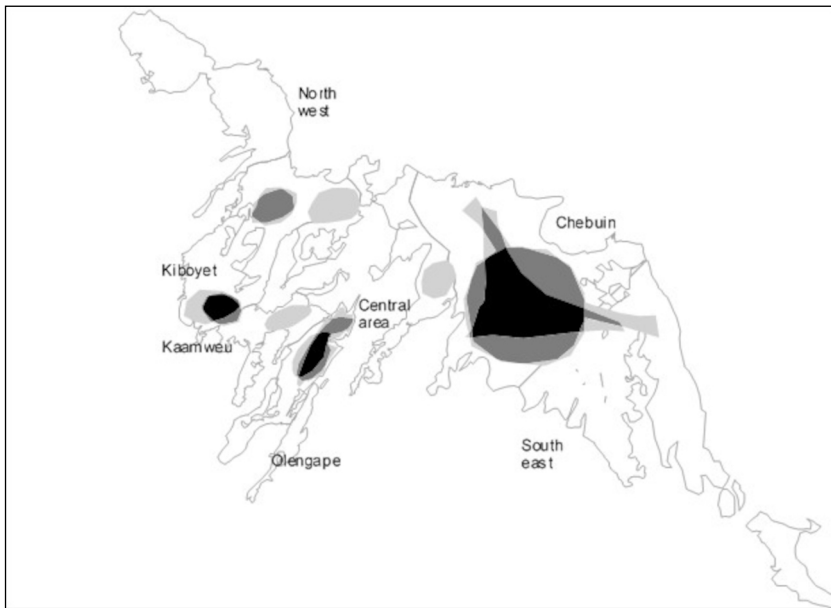 North
west
Chebuin
Kiboyet
Central
area
Kaamweu
South
east
Olengape